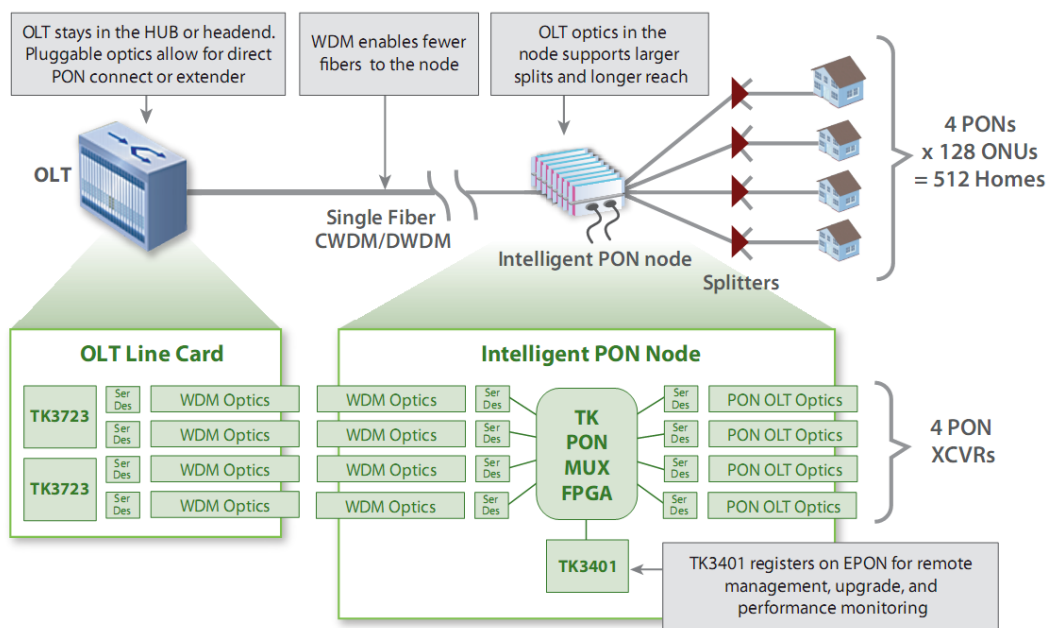 OLT stays in the HUB or headend.
Pluggable optics allow for direct
PON connect or extender
WDM enables fewer
fibers to the node
OLT optics in the
node supports larger
splits and longer reach
OLT
Single Fiber
CWDM/DWDM
Intelligent PON node
Splitters
4 PONs
x 128 ONUs
= 512 Homes
OLT Line Card
TK3723
TK3723
Ser
Des
WDM Optics
Ser
Des
WDM Optics
Ser
Des
WDM Optics
Ser
Des
WDM Optics
Intelligent PON Node
WDM Optics
Ser
Des
WDM Optics
Ser
Des
WDM Optics
Ser
Des
WDM Optics
Ser
Des
TK
PON
MUX
FPGA
TK3401
Ser
Des
PON OLT Optics
Ser
Des
PON OLT Optics
Ser
Des
PON OLT Optics
Ser
Des
PON OLT Optics
4 PON
XCVRs
TK3401 registers on EPON for remote
management, upgrade, and
performance monitoring